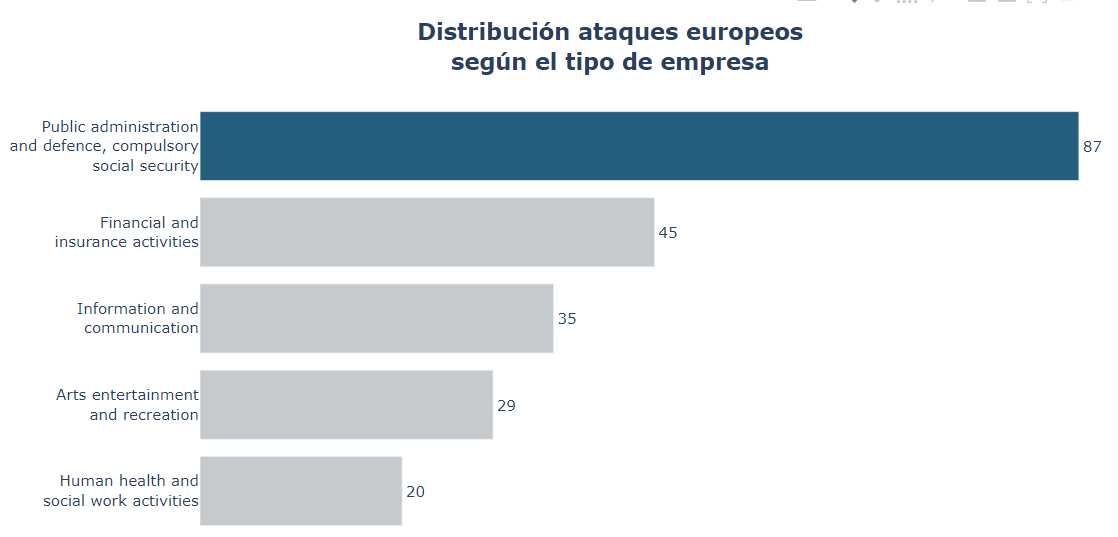 Distribución ataques europeos
según el tipo de empresa
Public administration
and defence, compulsory
social security
87
Financial and
insurance activities
45
Information and
communication
35
Arts entertainment
and recreation
29
Human health and
social work activities
20